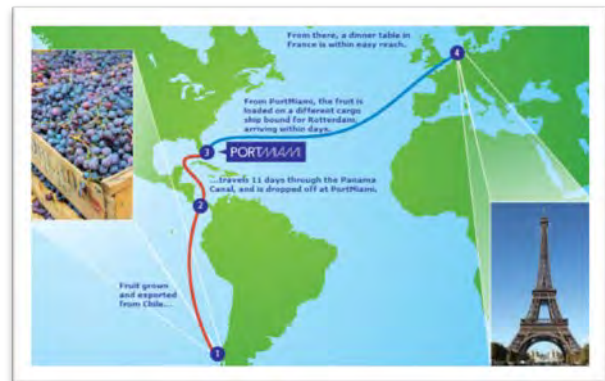 From there, a dinner table in
France is within easy reach.
4
From PortMiami, the fruit is
loaded on a different cargo
ship bound for Rotterdam,
arriving within days.
3
PORTMIAMI
...travels 11 days through the Panama
Canal, and is dropped off at PortMiami.
2
Fruit grown
and exported
from Chile...
1